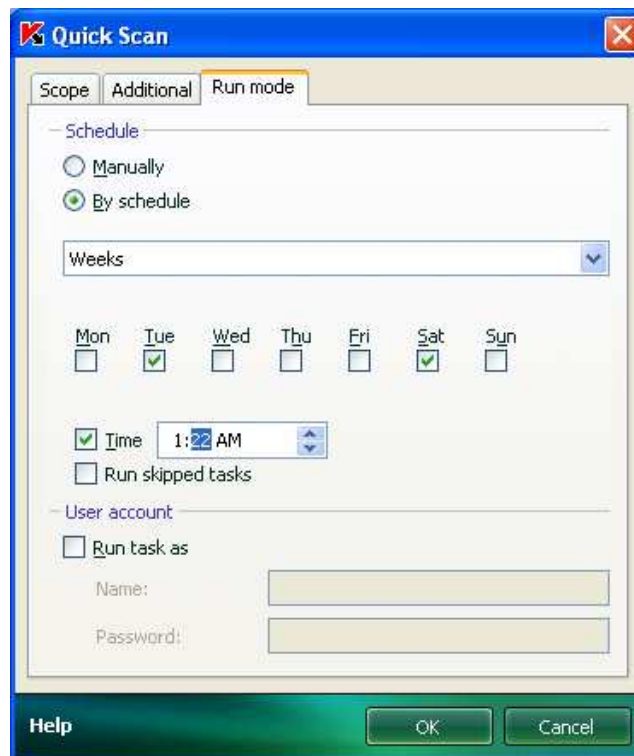 Quick Scan
Scope Additional Run mode
Schedule
Manually
By schedule
Weeks
Mon Tue Wed Thu Fri Sat Sun
Time 1:22 AM
Run skipped tasks
User account
Run task as
Name:
Password:
Help OK Cancel